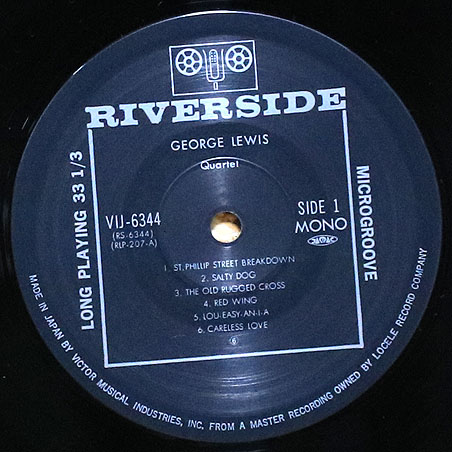 RIVERSIDE
GEORGE LEWIS
Quartet
LONG PLAYING 33 1/3
MICROGROOVE
VIJ-6344
(RS-6344)
(RLP-207-A)
SIDE 1
MONO
1. ST. PHILLIP STREET BREAKDOWN
2. SALTY DOG
3. THE OLD RUGGED CROSS
4. RED WING
5. LOU-EASY-AN-I-A
6. CARELESS LOVE
6
MADE IN JAPAN BY VICTOR MUSICAL INDUSTRIES, INC. FROM A MASTER RECORDING OWNED BY LOCELE RECORD COMPANY